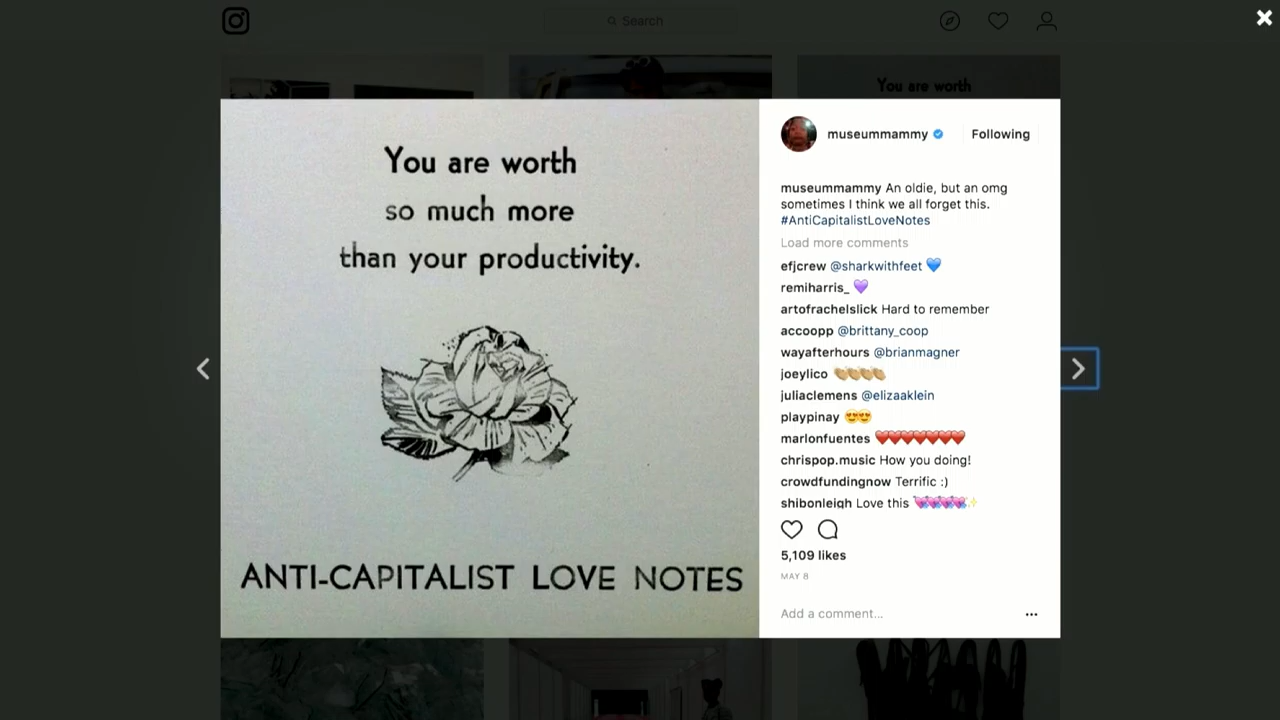 Search
You are worth
You are worth
so much more
than your productivity.
ANTI-CAPITALIST LOVE NOTES
museummammy
Following
museummammy An oldie, but an omg
sometimes I think we all forget this.
#AntiCapitalistLoveNotes
Load more comments
efjcrew @sharkwithfeet 💙
remiharris_ 💜
artofrachelslick Hard to remember
accoopp @brittany_coop
wayafterhours @brianmagner
joeylico 👏🏼👏🏼👏🏼👏🏼
juliaclemens @elizaaklein
playpinay 😍😍
marlonfuentes ❤️❤️❤️❤️❤️❤️❤️
chrispop.music How you doing!
crowdfundingnow Terrific :)
shibonleigh Love this 💘💘💘💘✨
5,109 likes
MAY 8
Add a comment...